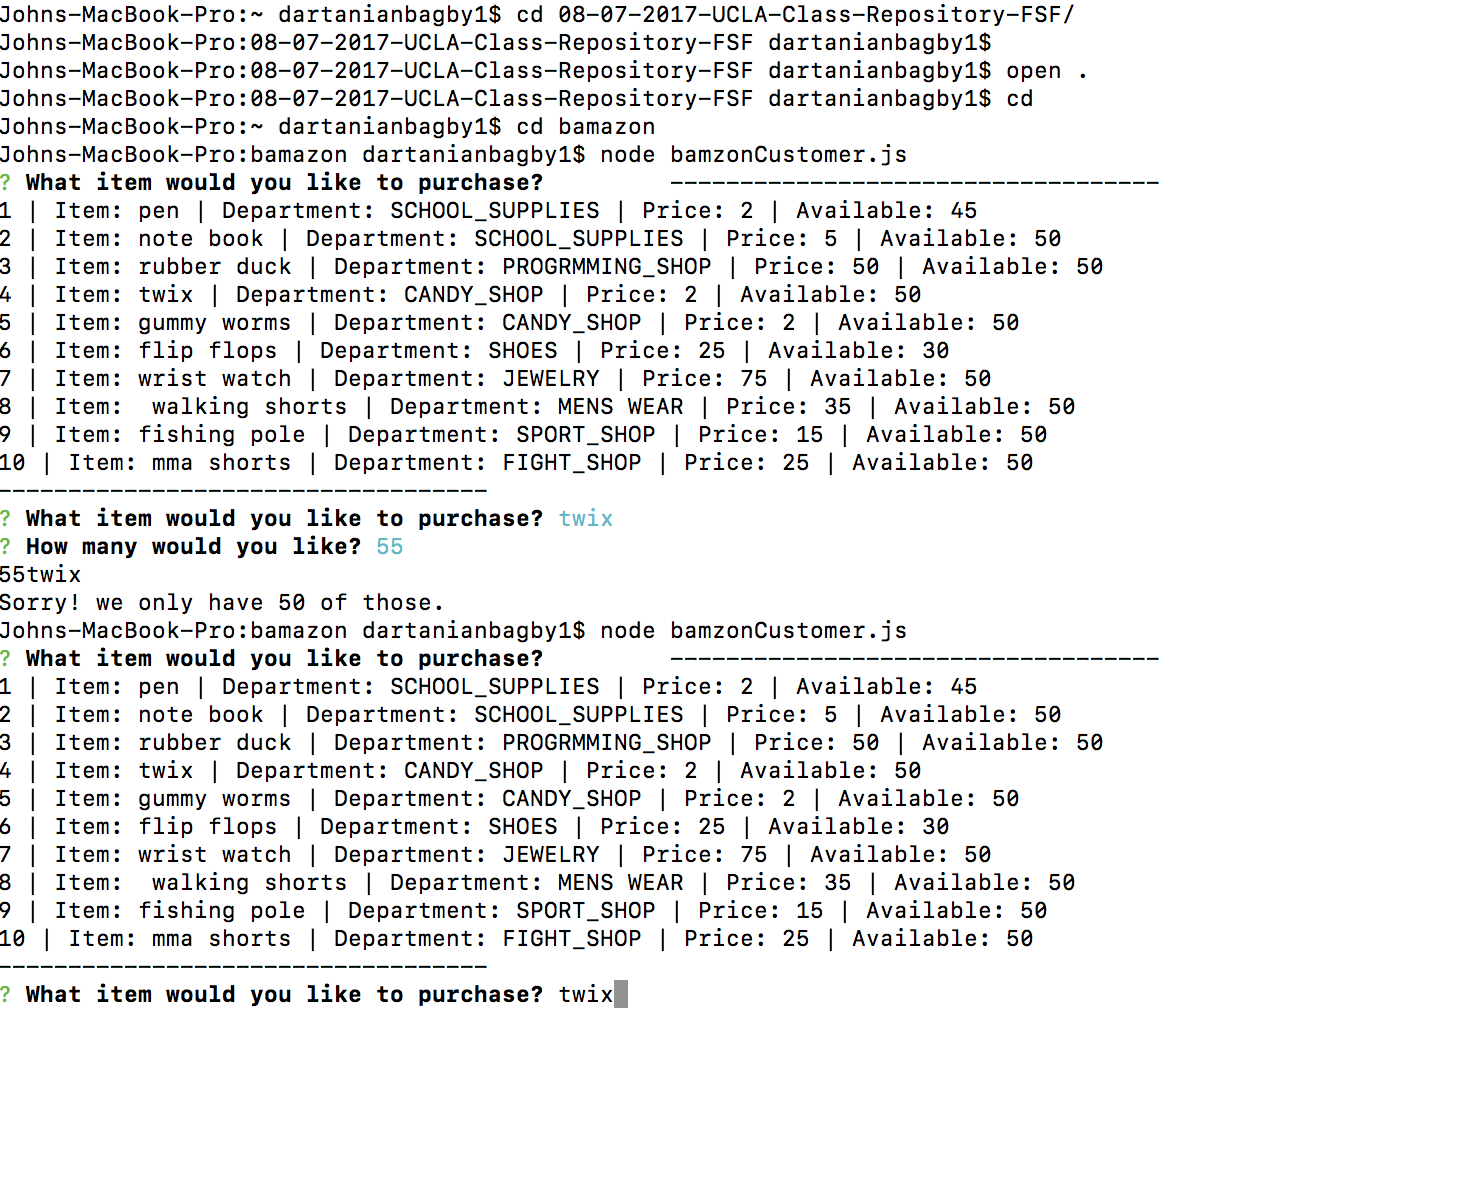 Johns-MacBook-Pro:~ dartanianbagby1$ cd 08-07-2017-UCLA-Class-Repository-FSF/
Johns-MacBook-Pro:08-07-2017-UCLA-Class-Repository-FSF dartanianbagby1$
Johns-MacBook-Pro:08-07-2017-UCLA-Class-Repository-FSF dartanianbagby1$ open .
Johns-MacBook-Pro:08-07-2017-UCLA-Class-Repository-FSF dartanianbagby1$ cd
Johns-MacBook-Pro:~ dartanianbagby1$ cd bamazon
Johns-MacBook-Pro:bamazon dartanianbagby1$ node bamzonCustomer.js
? What item would you like to purchase?         -----------------------------------
1 | Item: pen | Department: SCHOOL_SUPPLIES | Price: 2 | Available: 45
2 | Item: note book | Department: SCHOOL_SUPPLIES | Price: 5 | Available: 50
3 | Item: rubber duck | Department: PROGRMMING_SHOP | Price: 50 | Available: 50
4 | Item: twix | Department: CANDY_SHOP | Price: 2 | Available: 50
5 | Item: gummy worms | Department: CANDY_SHOP | Price: 2 | Available: 50
6 | Item: flip flops | Department: SHOES | Price: 25 | Available: 30
7 | Item: wrist watch | Department: JEWELRY | Price: 75 | Available: 50
8 | Item:  walking shorts | Department: MENS WEAR | Price: 35 | Available: 50
9 | Item: fishing pole | Department: SPORT_SHOP | Price: 15 | Available: 50
10 | Item: mma shorts | Department: FIGHT_SHOP | Price: 25 | Available: 50
-----------------------------------
? What item would you like to purchase? twix
? How many would you like? 55
55twix
Sorry! we only have 50 of those.
Johns-MacBook-Pro:bamazon dartanianbagby1$ node bamzonCustomer.js
? What item would you like to purchase?         -----------------------------------
1 | Item: pen | Department: SCHOOL_SUPPLIES | Price: 2 | Available: 45
2 | Item: note book | Department: SCHOOL_SUPPLIES | Price: 5 | Available: 50
3 | Item: rubber duck | Department: PROGRMMING_SHOP | Price: 50 | Available: 50
4 | Item: twix | Department: CANDY_SHOP | Price: 2 | Available: 50
5 | Item: gummy worms | Department: CANDY_SHOP | Price: 2 | Available: 50
6 | Item: flip flops | Department: SHOES | Price: 25 | Available: 30
7 | Item: wrist watch | Department: JEWELRY | Price: 75 | Available: 50
8 | Item:  walking shorts | Department: MENS WEAR | Price: 35 | Available: 50
9 | Item: fishing pole | Department: SPORT_SHOP | Price: 15 | Available: 50
10 | Item: mma shorts | Department: FIGHT_SHOP | Price: 25 | Available: 50
-----------------------------------
? What item would you like to purchase? twix